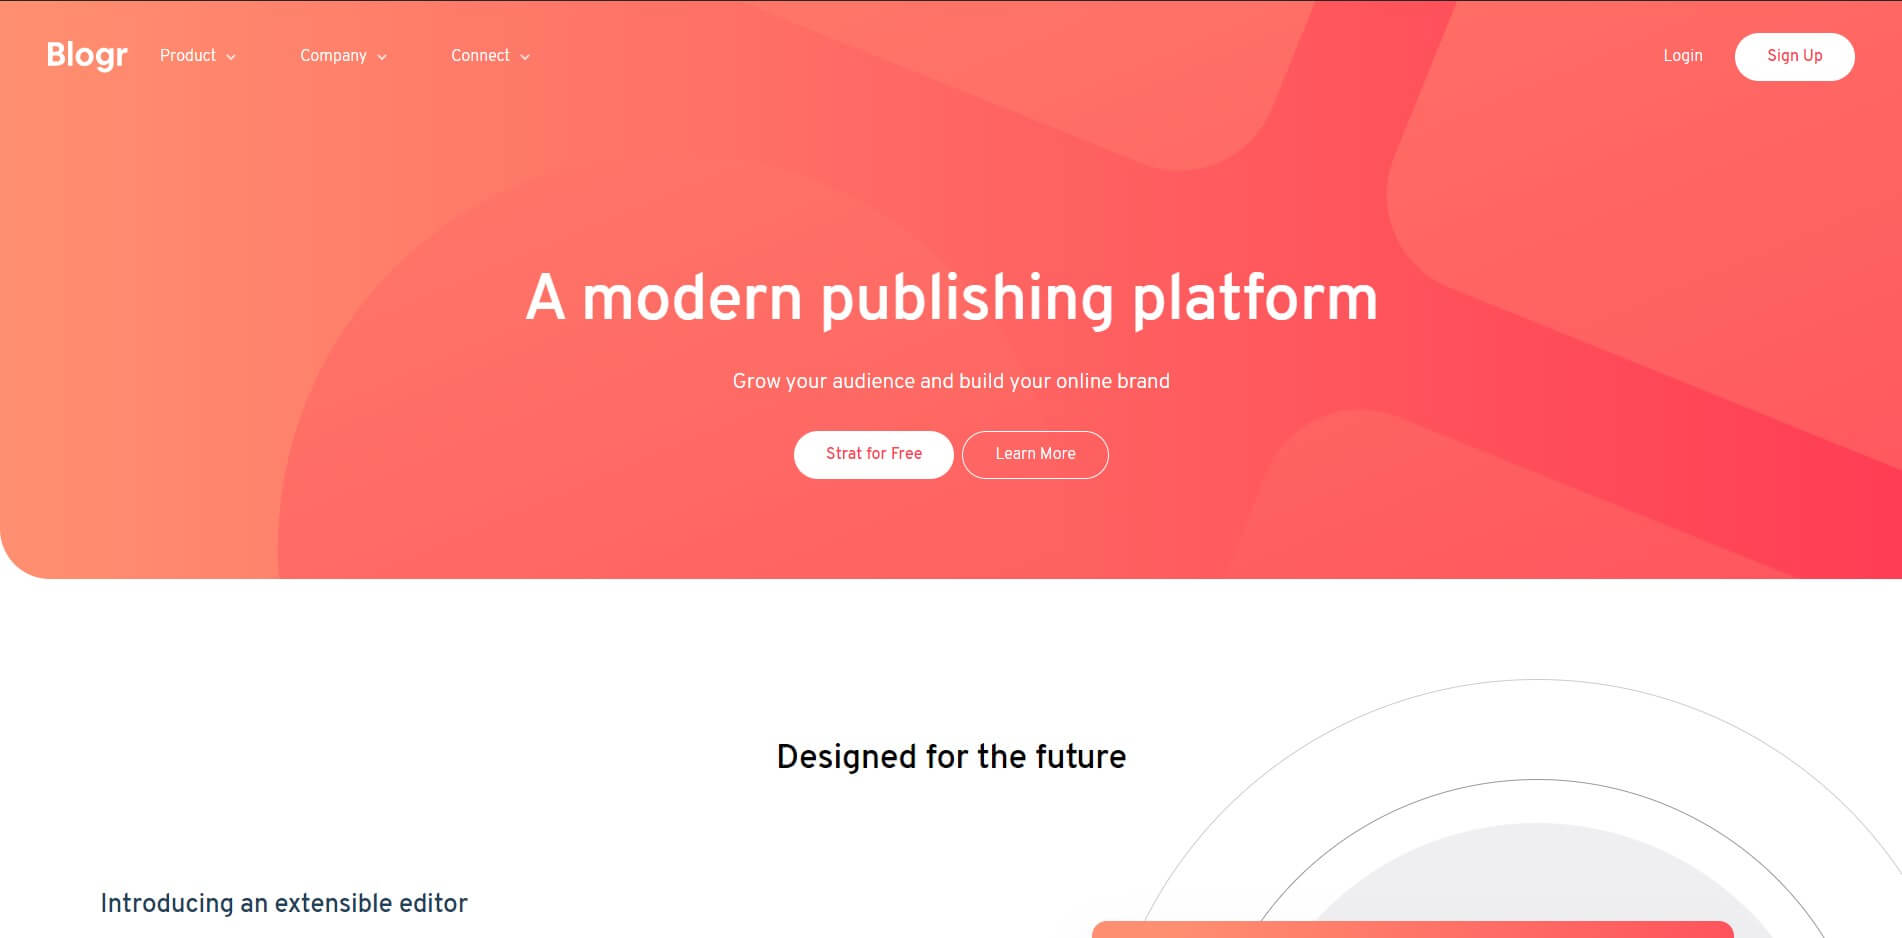 Blogr Product Company Connect Login Sign Up
A modern publishing platform
Grow your audience and build your online brand
Strat for Free Learn More
Designed for the future
Introducing an extensible editor